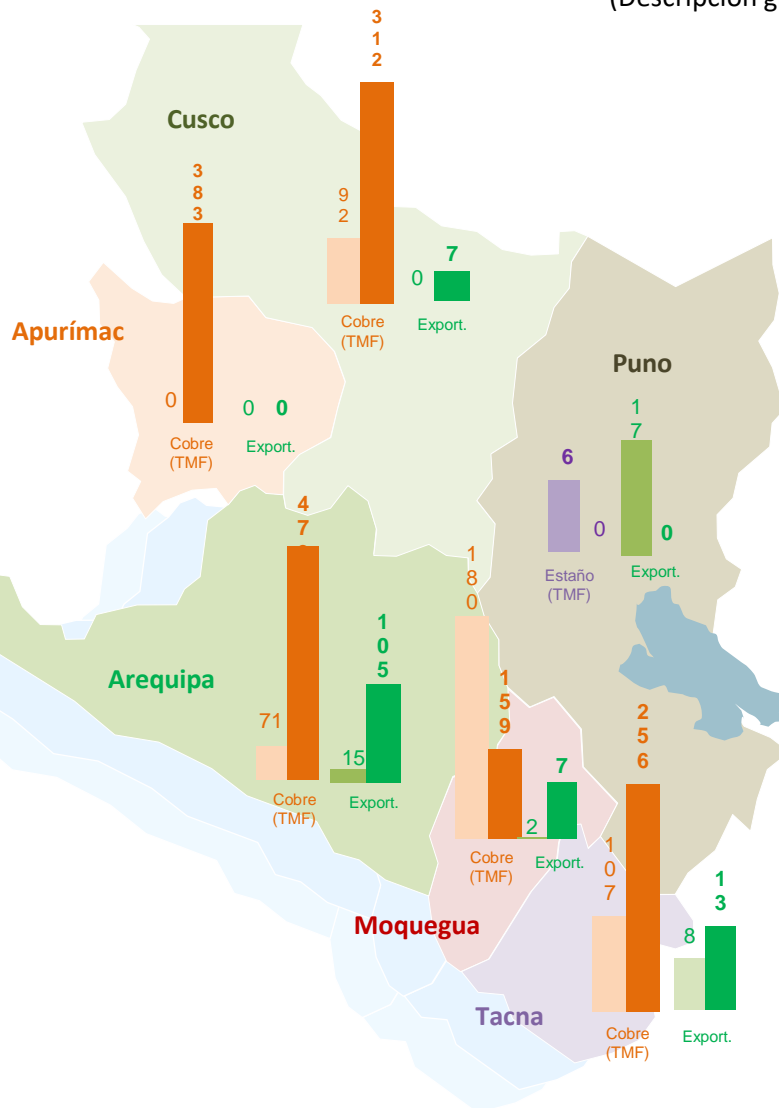 (Descripción g
3
1
2
Cusco
3
8
3
9
2
7
0
Cobre
(TMF)
Export.
Apurímac
0
0
0
Cobre
(TMF)
Export.
Puno
1
7
6
0
0
Estaño
(TMF)
Export.
4
7
1
8
0
1
0
5
Arequipa
71
15
Cobre
(TMF)
Export.
1
5
9
7
2
Cobre
(TMF)
Export.
2
5
6
1
0
7
1
3
8
Moquegua
Tacna
Cobre
(TMF)
Export.